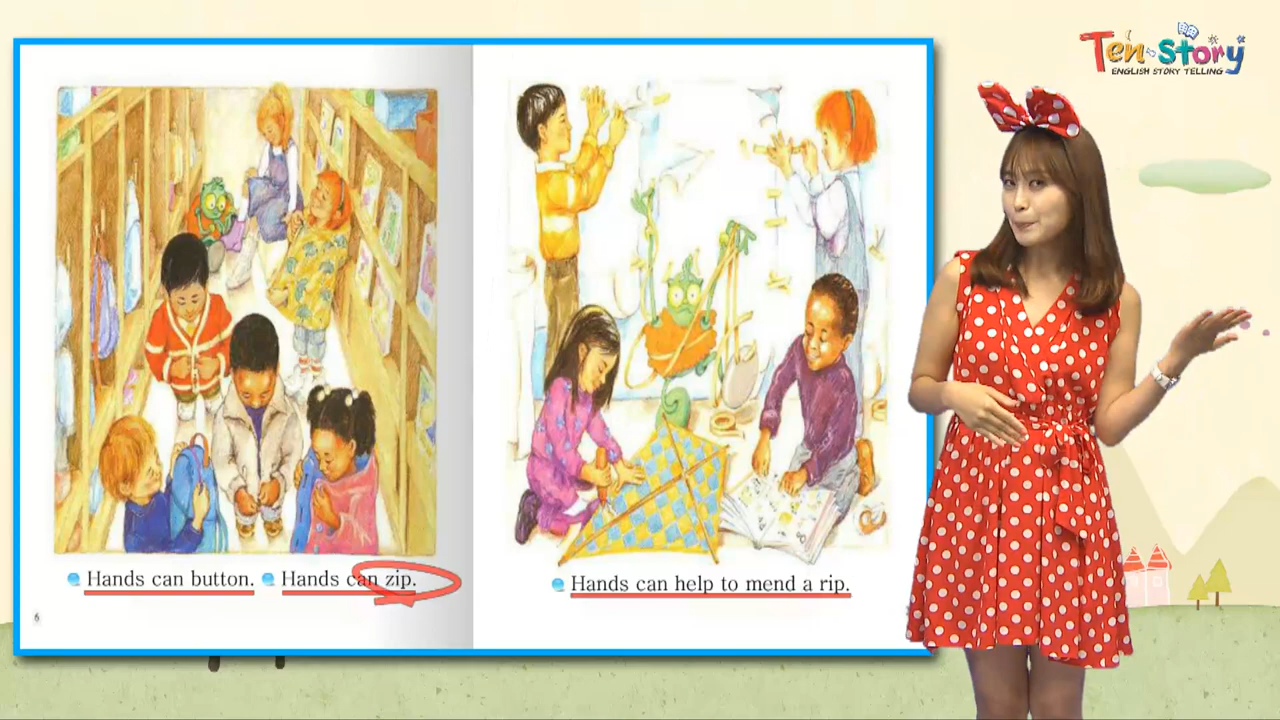 Ten Story
ENGLISH STORY TELLING
Hands can button. Hands can zip.
Hands can help to mend a rip.
6